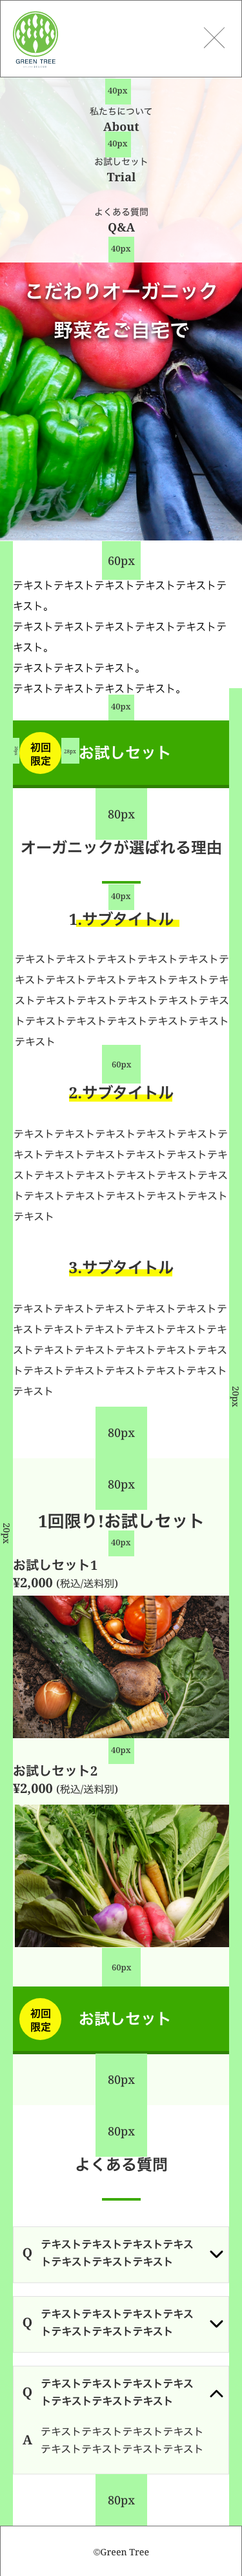 GREEN TREE
40px
私たちについて
About
40px
お試しセット
Trial
よくある質問
Q&A
40px
こだわりオーガニック
野菜をご自宅で
60px
テキストテキストテキストテキストテキストテ
キスト。
テキストテキストテキストテキストテキストテ
キスト。
テキストテキストテキスト。
テキストテキストテキストテキスト。
40px
初回
限定
28px
お試しセット
80px
オーガニックが選ばれる理由
40px
1.サブタイトル
テキストテキストテキストテキストテキストテ
キストテキストテキストテキストテキストテキ
ストテキストテキストテキストテキストテキス
トテキストテキストテキストテキストテキスト
テキスト
60px
2.サブタイトル
テキストテキストテキストテキストテキストテ
キストテキストテキストテキストテキストテキ
ストテキストテキストテキストテキストテキス
トテキストテキストテキストテキストテキスト
テキスト
3.サブタイトル
テキストテキストテキストテキストテキストテ
キストテキストテキストテキストテキストテキ
ストテキストテキストテキストテキストテキス
トテキストテキストテキストテキストテキスト
テキスト
20px
80px
80px
20px
1回限り!お試しセット
40px
お試しセット1
¥2,000 (税込/送料別)
40px
お試しセット2
¥2,000 (税込/送料別)
60px
初回
限定
お試しセット
80px
80px
よくある質問
Q
テキストテキストテキストテキス
トテキストテキストテキスト
Q
テキストテキストテキストテキス
トテキストテキストテキスト
Q
テキストテキストテキストテキス
トテキストテキストテキスト
A
テキストテキストテキストテキスト
テキストテキストテキストテキスト
80px
©Green Tree